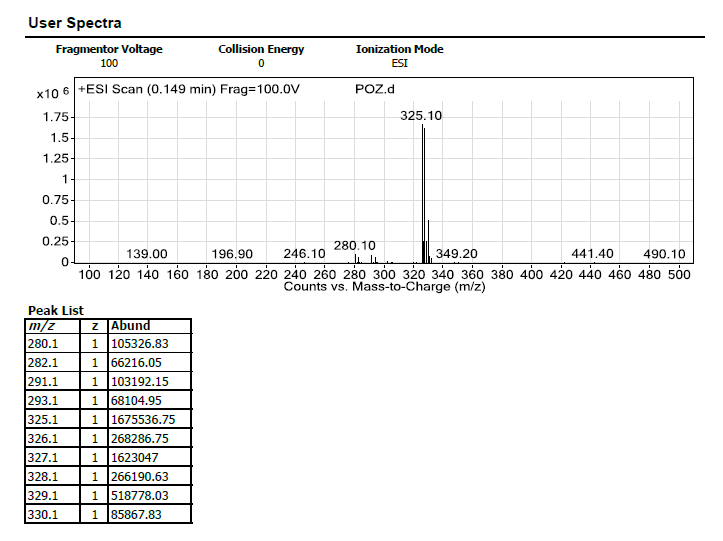 User Spectra
Fragmentor Voltage Collision Energy Ionization Mode
100 0 ESI
x10 6 +ESI Scan (0.149 min) Frag=100.0V POZ.d
325.10
1.75
1.5
1.25
1
0.75
0.5
0.25
0
139.00 196.90 246.10 280.10 349.20 441.40 490.10
100 120 140 160 180 200 220 240 260 280 300 320 340 360 380 400 420 440 460 480 500
Counts vs. Mass-to-Charge (m/z)
Peak List
m/z z Abund
280.1 1 105326.83
282.1 1 66216.05
291.1 1 103192.15
293.1 1 68104.95
325.1 1 1675536.75
326.1 1 268286.75
327.1 1 1623047
328.1 1 266190.63
329.1 1 518778.03
330.1 1 85867.83